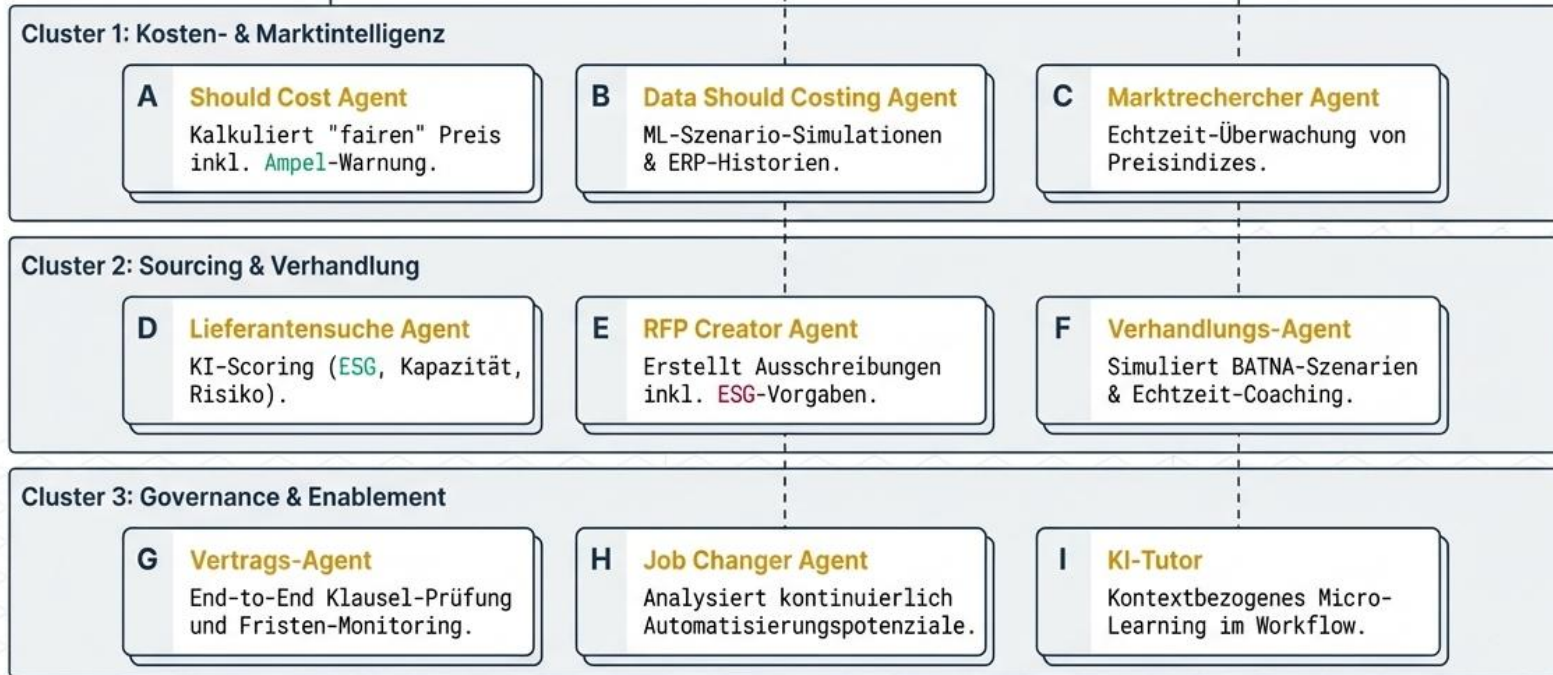 Cluster 1: Kosten- & Marktintelligenz
A
Should Cost Agent
Kalkuliert "fairen" Preis
inkl. Ampel-Warnung.
B
Data Should Costing Agent
ML-Szenario-Simulationen
& ERP-Historien.
C
Marktrechercher Agent
Echtzeit-Überwachung von
Preisindizes.
Cluster 2: Sourcing & Verhandlung
D
Lieferantensuche Agent
KI-Scoring (ESG, Kapazität,
Risiko).
E
RFP Creator Agent
Erstellt Ausschreibungen
inkl. ESG-Vorgaben.
F
Verhandlungs-Agent
Simuliert BATNA-Szenarien
& Echtzeit-Coaching.
Cluster 3: Governance & Enablement
G
Vertrags-Agent
End-to-End Klausel-Prüfung
und Fristen-Monitoring.
H
Job Changer Agent
Analysiert kontinuierlich
Automatisierungspotenziale.
I
KI-Tutor
Kontextbezogenes Micro-
Learning im Workflow.